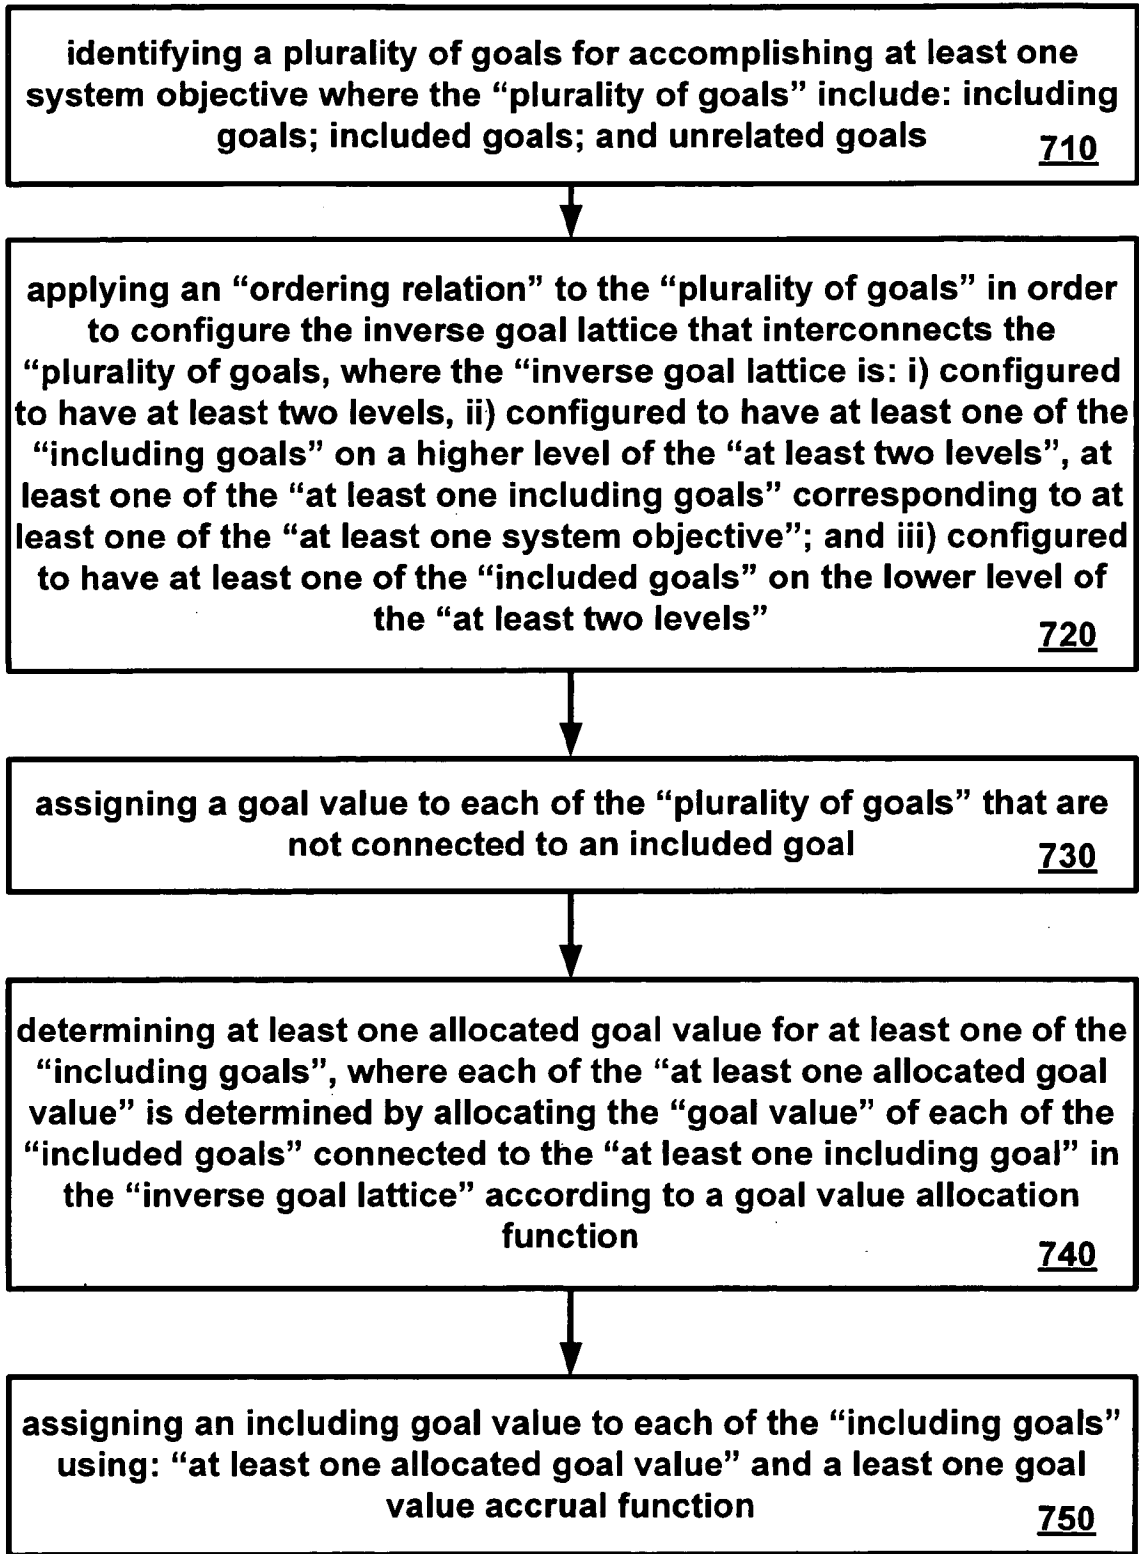 identifying a plurality of goals for accomplishing at least one
system objective where the “plurality of goals” include: including
goals; included goals; and unrelated goals
710
applying an “ordering relation” to the “plurality of goals” in order
to configure the inverse goal lattice that interconnects the
“plurality of goals, where the “inverse goal lattice is: i) configured
to have at least two levels, ii) configured to have at least one of the
“including goals” on a higher level of the “at least two levels”, at
least one of the “at least one including goals” corresponding to at
least one of the “at least one system objective”; and iii) configured
to have at least one of the “included goals” on the lower level of
the “at least two levels”
720
assigning a goal value to each of the “plurality of goals” that are
not connected to an included goal
730
determining at least one allocated goal value for at least one of the
“including goals”, where each of the “at least one allocated goal
value” is determined by allocating the “goal value” of each of the
“included goals” connected to the “at least one including goal” in
the “inverse goal lattice” according to a goal value allocation
function
740
assigning an including goal value to each of the “including goals”
using: “at least one allocated goal value” and a least one goal
value accrual function
750